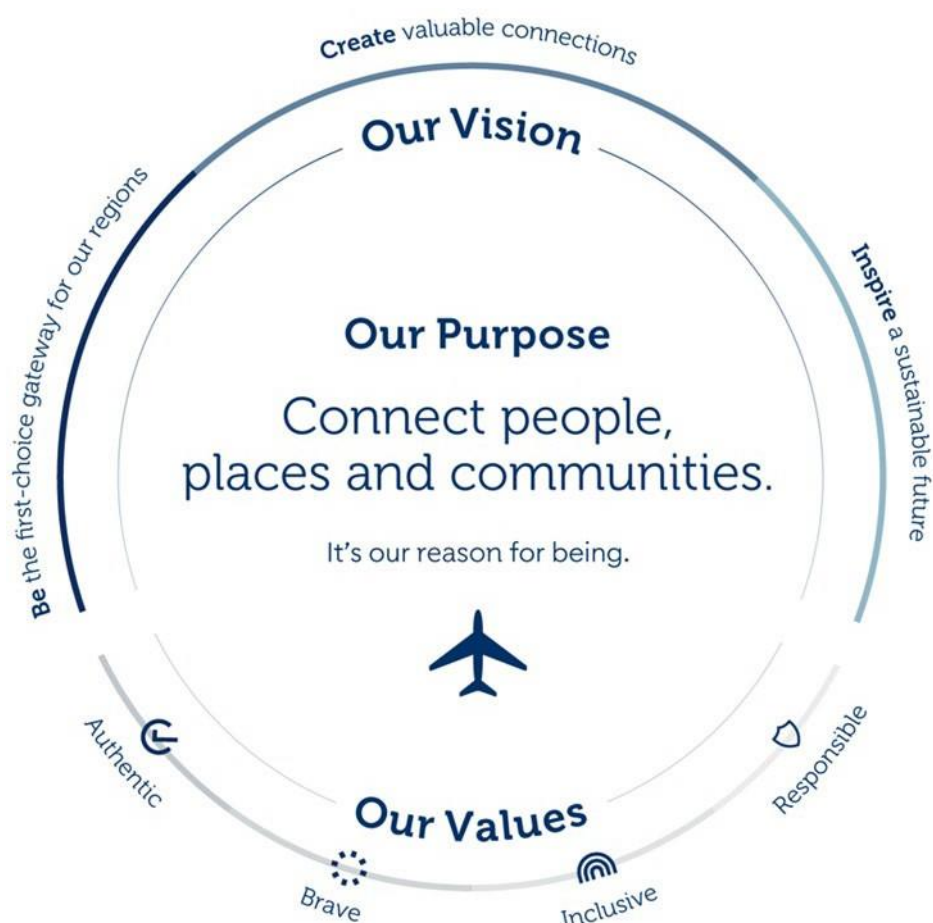 Create valuable connections
Our Vision
Be the first-choice gateway for our regions
Inspire a sustainable future
Our Purpose
Connect people,
places and communities.
It's our reason for being.
Our Values
Authentic
Brave
Inclusive
Responsible